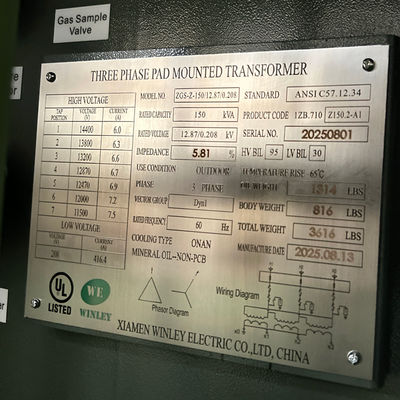 Gas Sample
Valve
THREE PHASE PAD MOUNTED TRANSFORMER
HIGH VOLTAGE
TAP POSITION VOLTAGE (V) CURRENT (A)
1 14400 6.0
2 13800 6.3
3 13200 6.6
4 12870 6.7
5 12470 6.9
6 12000 7.2
7 11500 7.5
LOW VOLTAGE
VOLTAGE (V) CURRENT (A)
208 416.4
MODEL NO. ZGS-Z-150/12.87/0.208 STANDARD ANSI C57.12.34
RATED CAPACITY 150 kVA PRODUCT CODE 1ZB.710 Z150.2-A1
RATED VOLTAGE 12.87/0.208 kV SERIAL NO. 20250801
IMPEDANCE 5.81 % HV BIL 95 LV BIL 30
USE CONDITION OUTDOOR TEMPERATURE RISE 65℃
PHASE 3 PHASE OIL WEIGHT 1314 LBS
VECTOR GROUP Dyn1 BODY WEIGHT 816 LBS
RATED FREQUENCY 60 Hz TOTAL WEIGHT 3616 LBS
COOLING TYPE ONAN MANUFACTURE DATE 2025.08.13
MINERAL OIL-NON-PCB
UL
LISTED
WE
WINLEY
Phasor Diagram
Wiring Diagram
XIAMEN WINLEY ELECTRIC CO.,LTD, CHINA